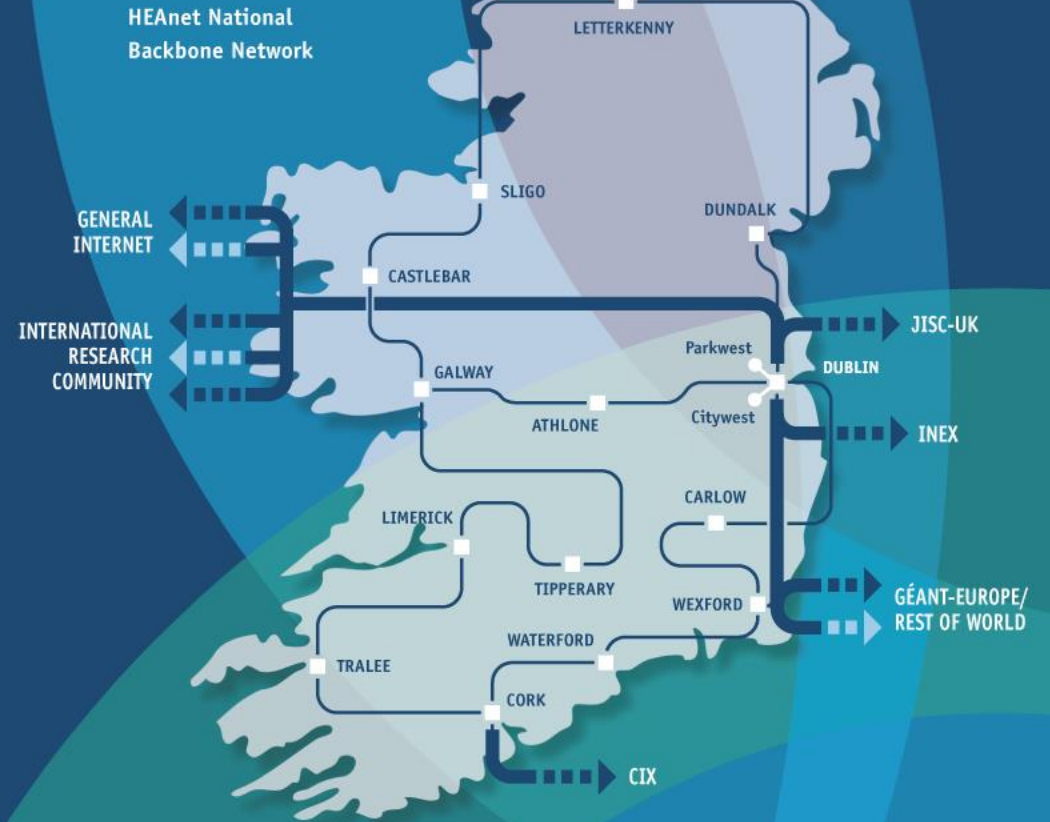 HEAnet National
Backbone Network
LETTERKENNY
SLIGO
DUNDALK
GENERAL
INTERNET
CASTLEBAR
INTERNATIONAL
RESEARCH
COMMUNITY
JISC-UK
Parkwest
DUBLIN
GALWAY
Citywest
ATHLONE
INEX
CARLOW
LIMERICK
TIPPERARY
WEXFORD
GÉANT-EUROPE/
REST OF WORLD
WATERFORD
TRALEE
CORK
CIX